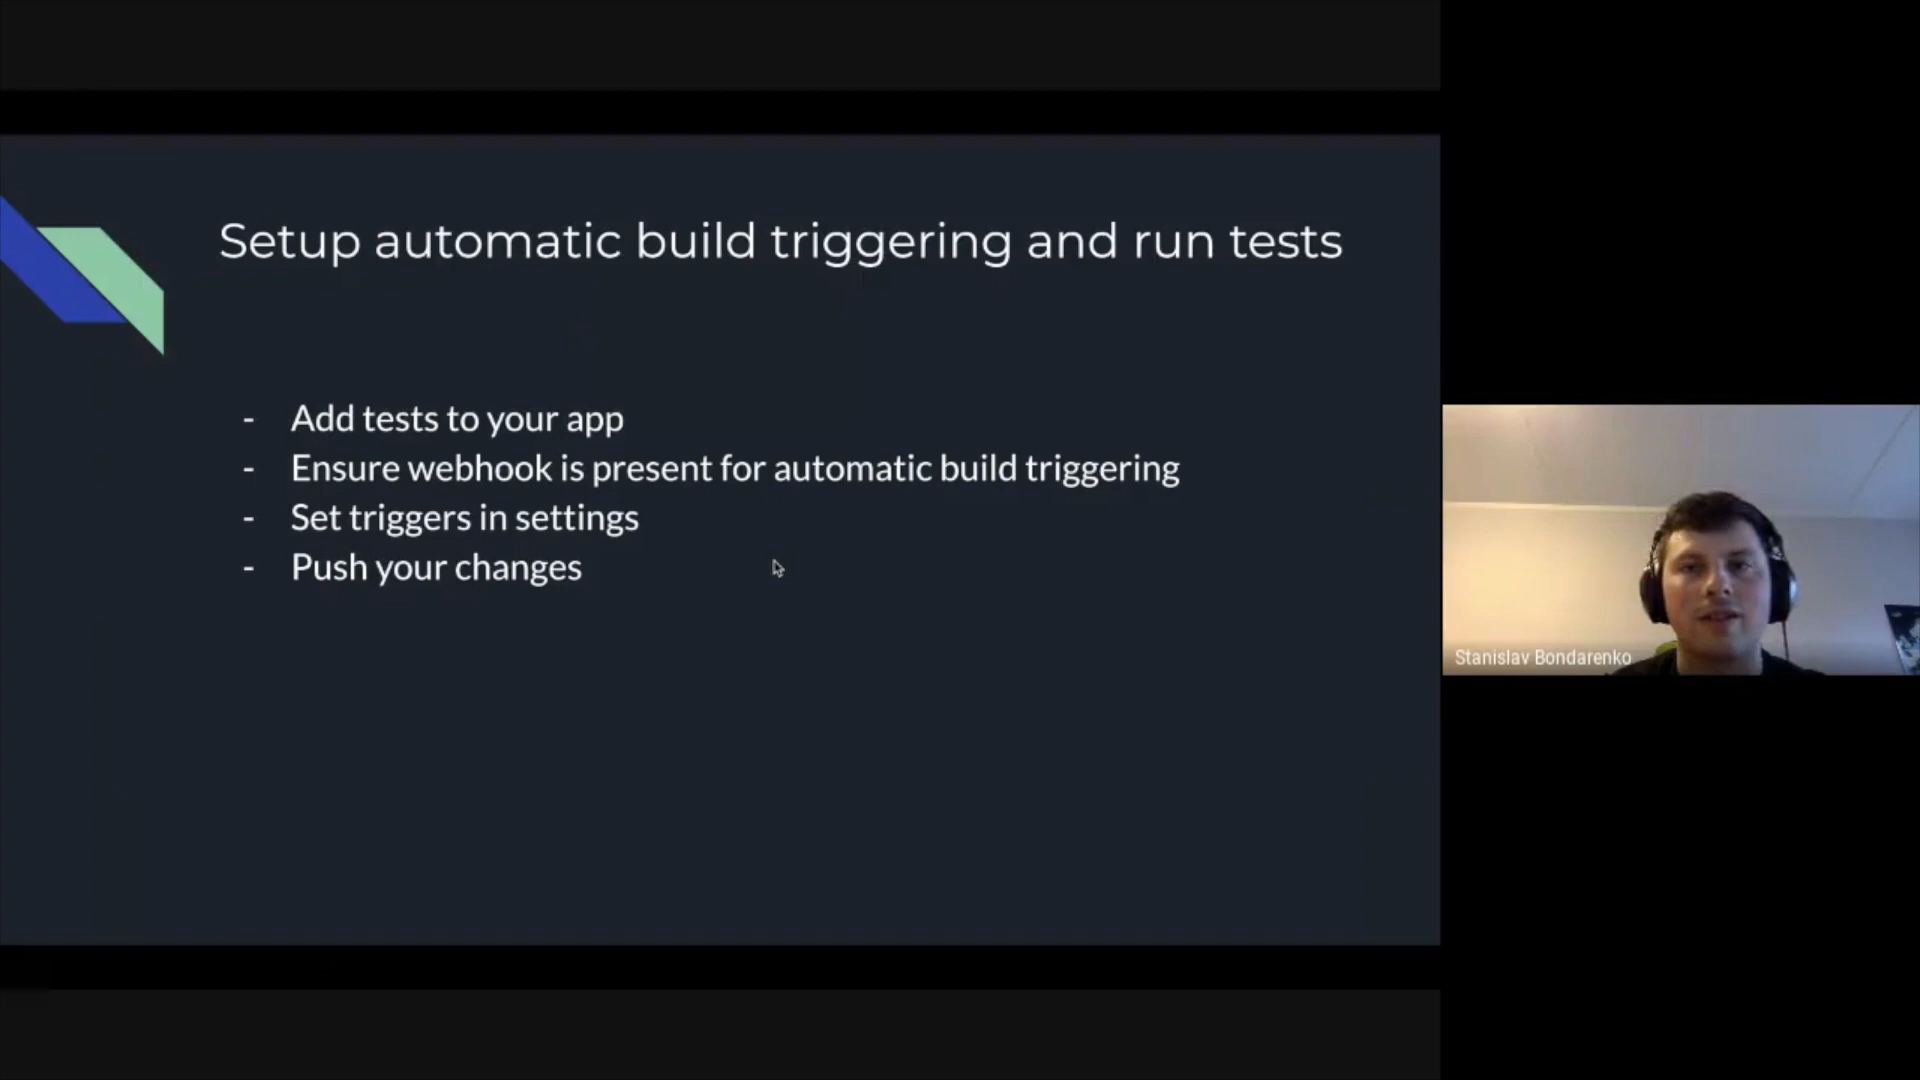 Setup automatic build triggering and run tests
- Add tests to your app
- Ensure webhook is present for automatic build triggering
- Set triggers in settings
- Push your changes
Stanislav Bondarenko